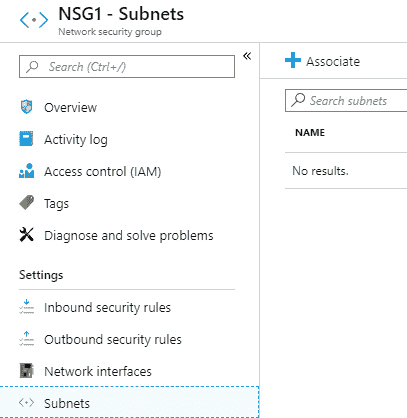 NSG1 - Subnets
Network security group
Search (Ctrl+/)
«
Overview
Activity log
Access control (IAM)
Tags
Diagnose and solve problems
Settings
Inbound security rules
Outbound security rules
Network interfaces
Subnets
Associate
Search subnets
NAME
No results.